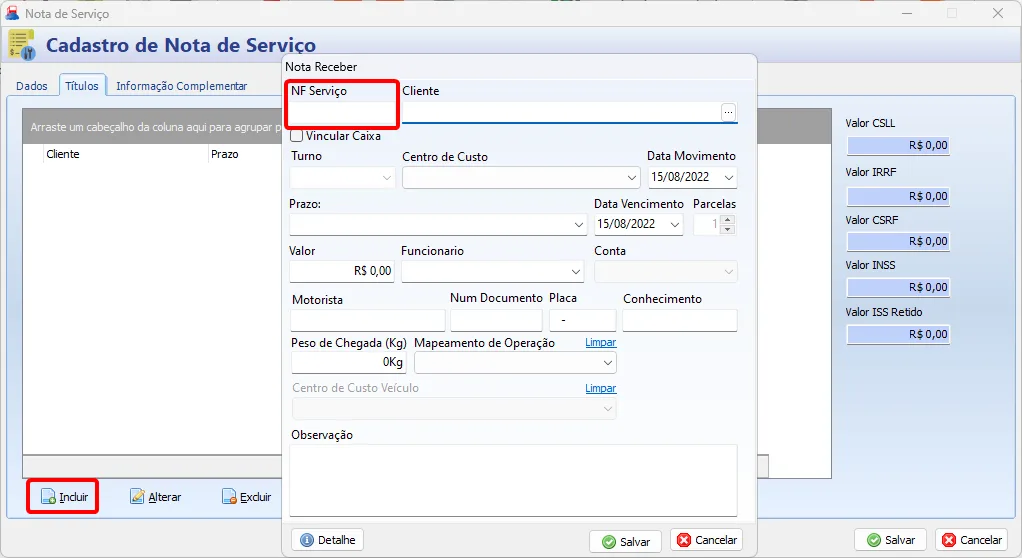 Nota de Serviço
Cadastro de Nota de Serviço
Dados Títulos Informação Complementar
Arraste um cabeçalho da coluna aqui para agrupar
Cliente Prazo
Incluir Alterar Excluir
Nota Receber
NF Serviço Cliente
...
Vincular Caixa
Turno Centro de Custo Data Movimento
15/08/2022
Prazo: Data Vencimento Parcelas
15/08/2022 1
Valor Funcionario Conta
R$ 0,00
Motorista Num Documento Placa Conhecimento
-
Peso de Chegada (Kg) Mapeamento de Operação Limpar
0Kg
Centro de Custo Veículo Limpar
Observação
Detalhe Salvar Cancelar
Valor CSLL
R$ 0,00
Valor IRRF
R$ 0,00
Valor CSRF
R$ 0,00
Valor INSS
R$ 0,00
Valor ISS Retido
R$ 0,00
Salvar Cancelar